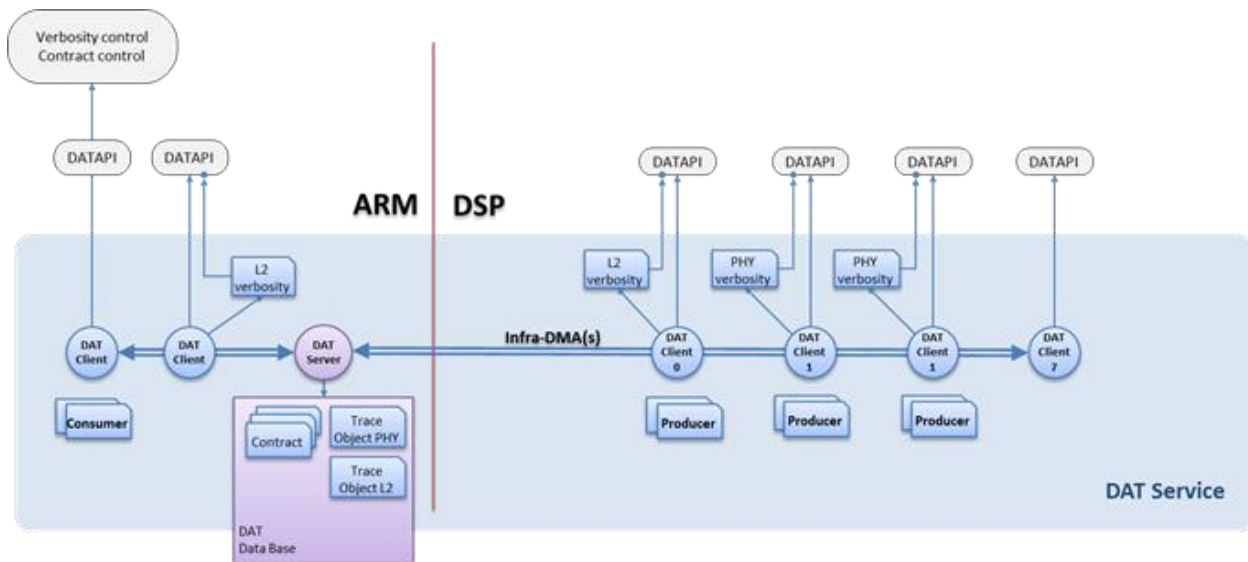 Verbosity control
Contract control
DATAPI
DATAPI
DATAPI
DATAPI
DATAPI
DATAPI
ARM
DSP
L2
verbosity
L2
verbosity
PHY
verbosity
PHY
verbosity
Infra-DMA(s)
DAT
Client
DAT
Client
DAT
Server
DAT
Client
0
DAT
Client
1
DAT
Client
1
DAT
Client
7
Consumer
Producer
Producer
Producer
Contract
Trace
Object PHY
Trace
Object L2
DAT
Data Base
DAT Service